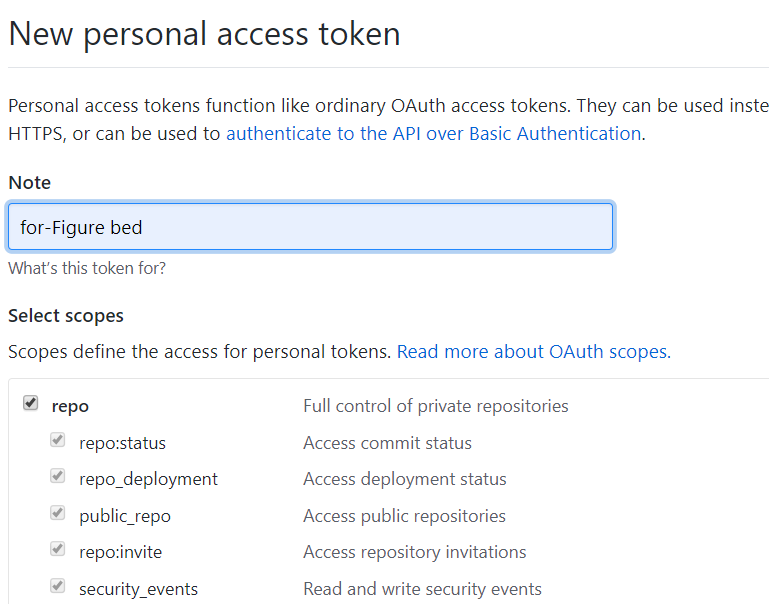 New personal access token
Personal access tokens function like ordinary OAuth access tokens. They can be used inste
HTTPS, or can be used to authenticate to the API over Basic Authentication.
Note
for-Figure bed
What's this token for?
Select scopes
Scopes define the access for personal tokens. Read more about OAuth scopes.
repo Full control of private repositories
repo:status Access commit status
repo_deployment Access deployment status
public_repo Access public repositories
repo:invite Access repository invitations
security_events Read and write security events